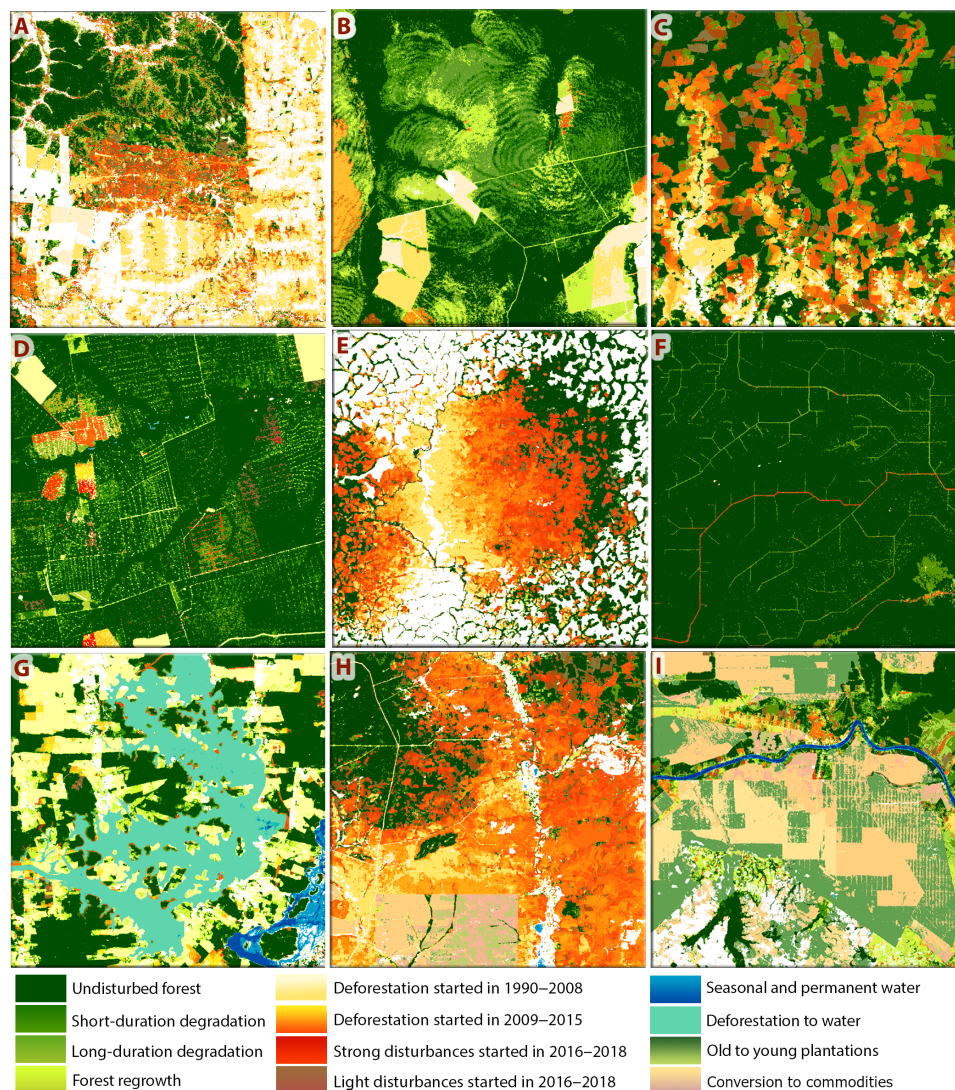 A
B
C
D
E
F
G
H
I
Undisturbed forest
Deforestation started in 1990–2008
Seasonal and permanent water
Short-duration degradation
Deforestation started in 2009–2015
Deforestation to water
Long-duration degradation
Strong disturbances started in 2016–2018
Old to young plantations
Forest regrowth
Light disturbances started in 2016–2018
Conversion to commodities